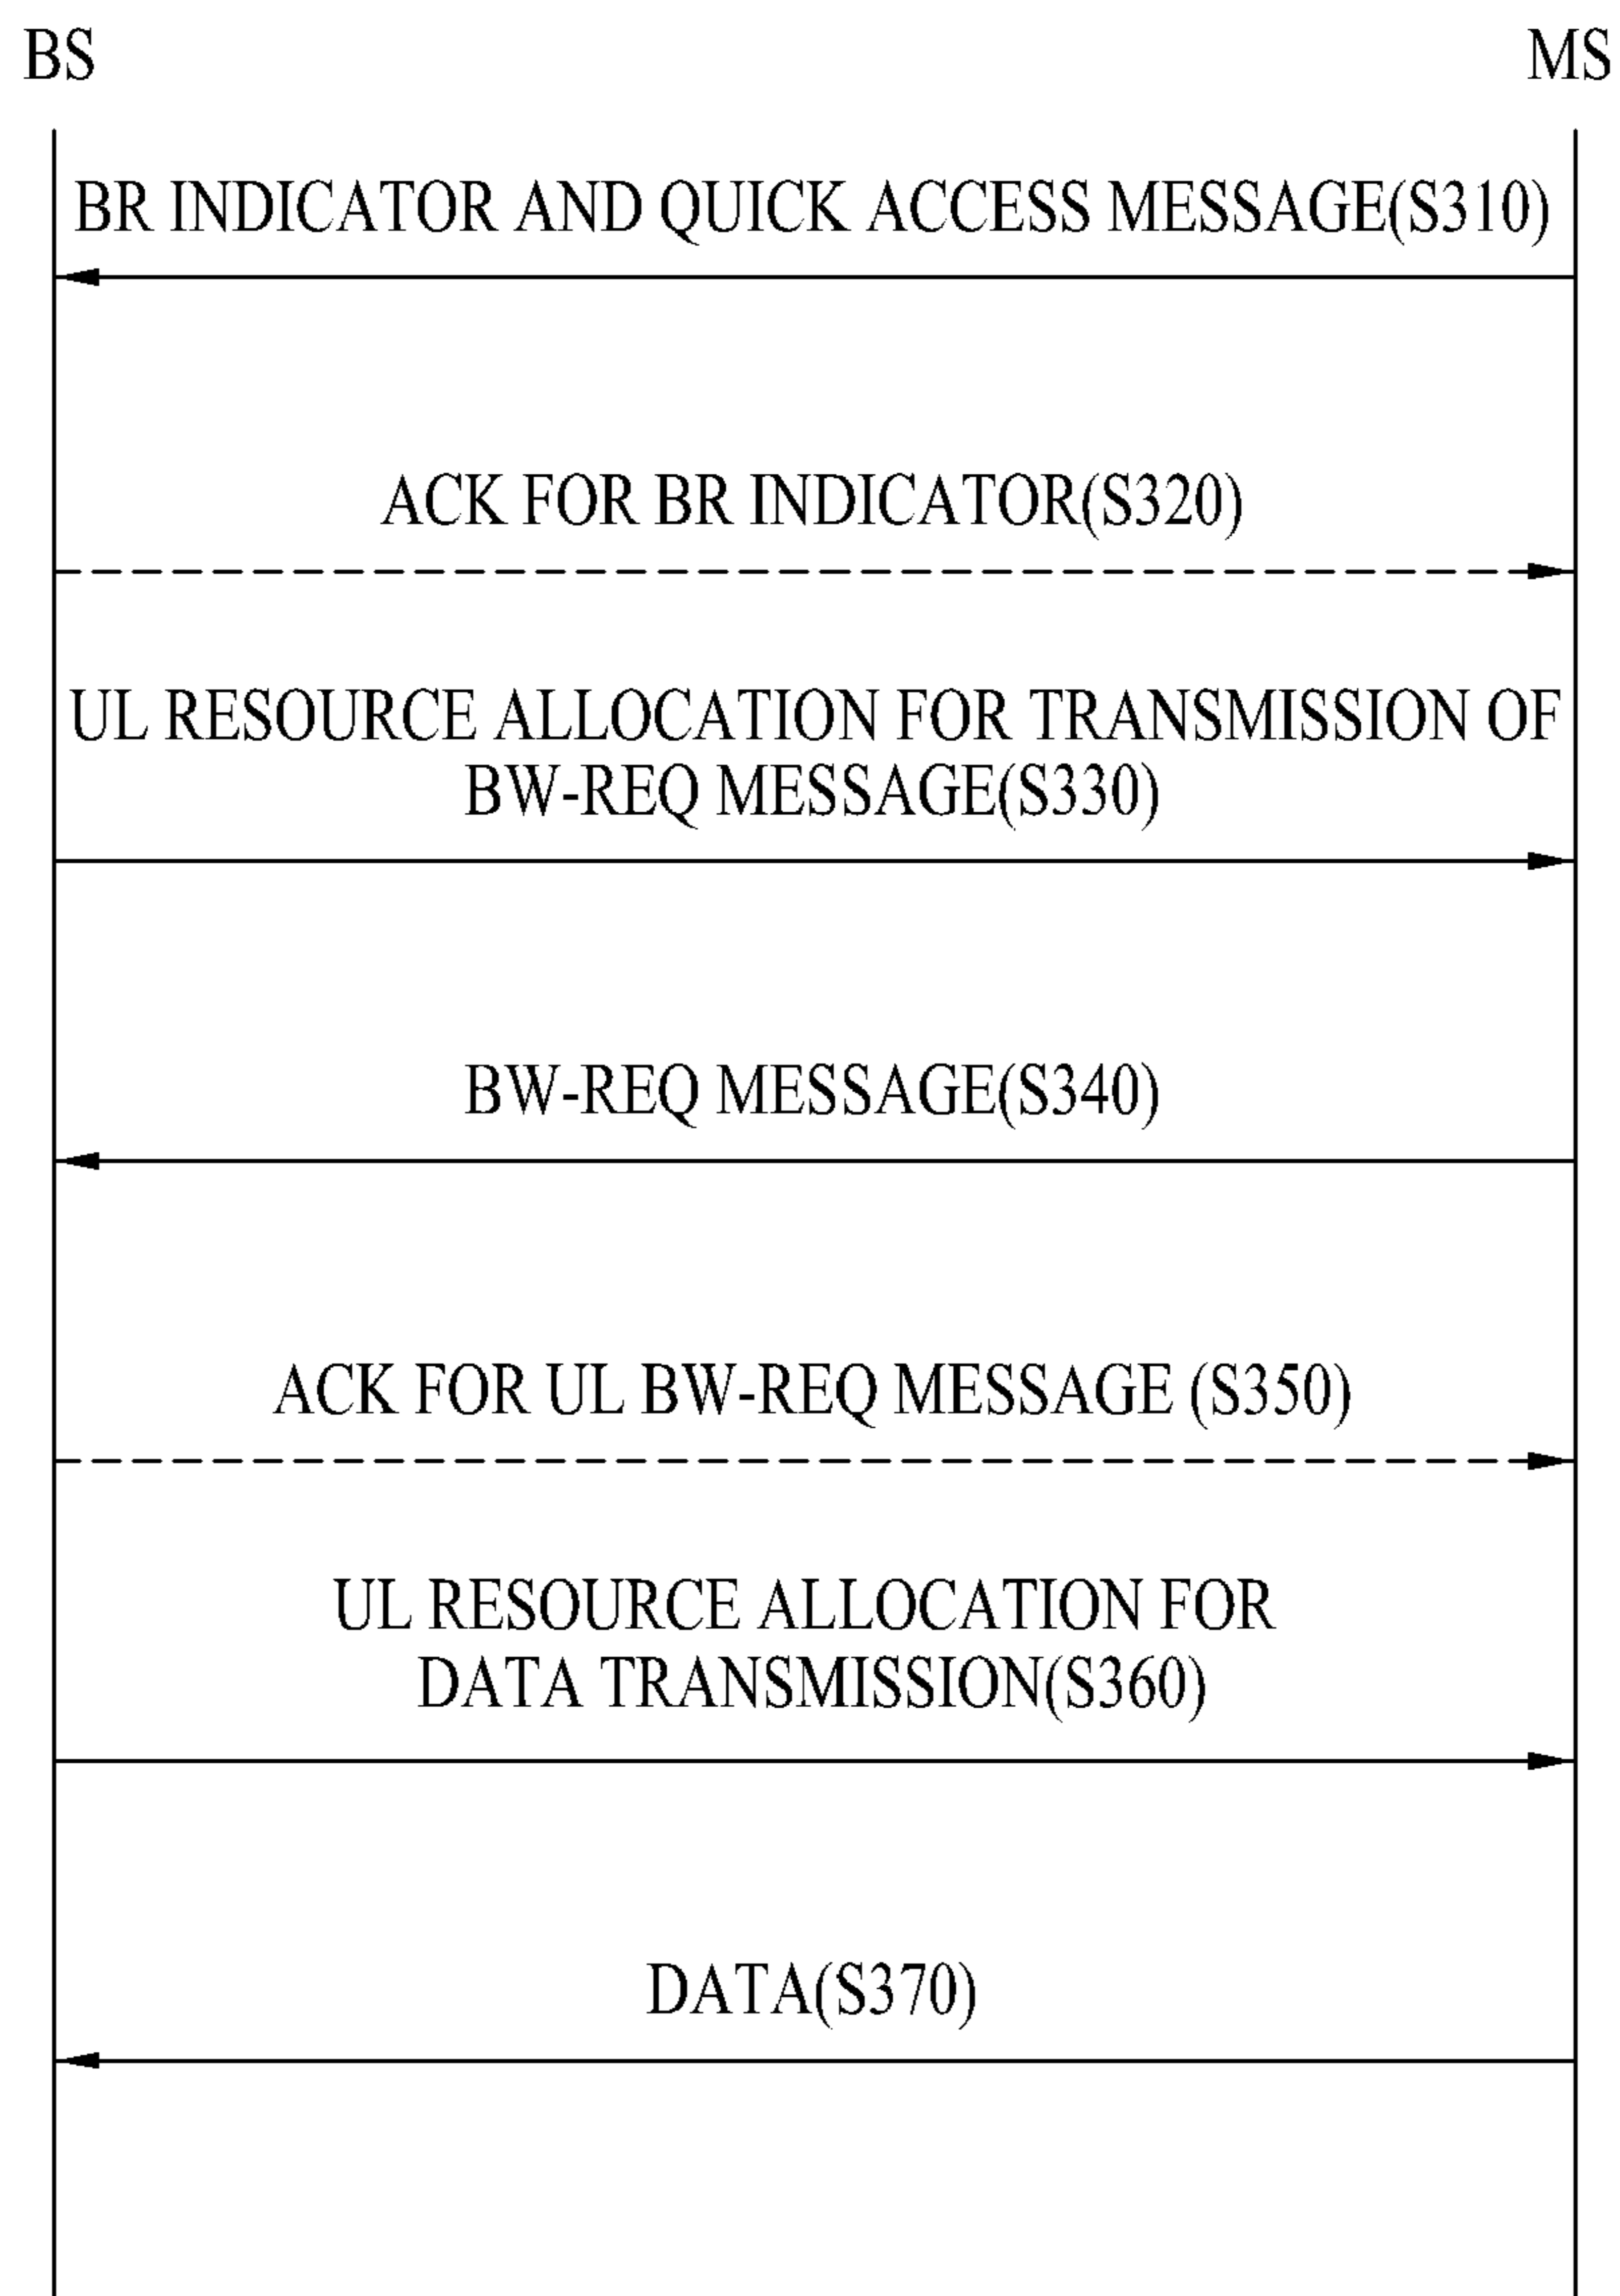 BS
MS
BR INDICATOR AND QUICK ACCESS MESSAGE(S310)
ACK FOR BR INDICATOR(S320)
UL RESOURCE ALLOCATION FOR TRANSMISSION OF
BW-REQ MESSAGE(S330)
BW-REQ MESSAGE(S340)
ACK FOR UL BW-REQ MESSAGE (S350)
UL RESOURCE ALLOCATION FOR
DATA TRANSMISSION(S360)
DATA(S370)